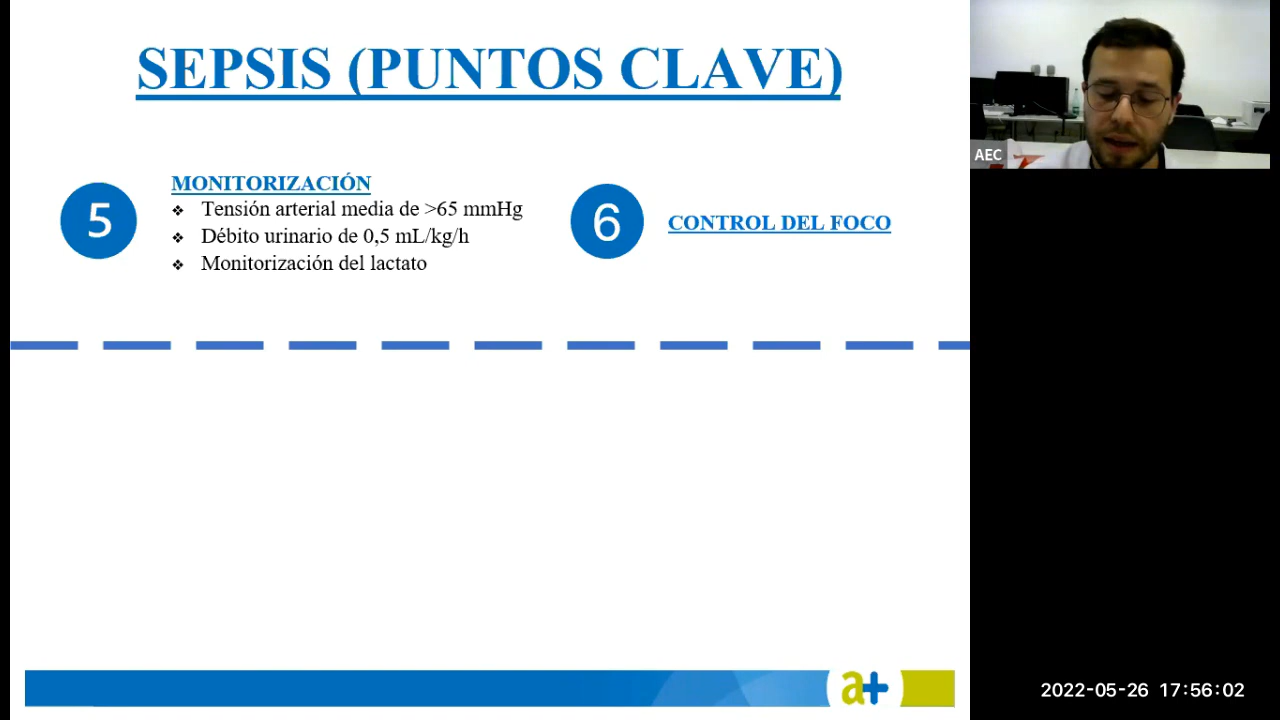 SEPSIS (PUNTOS CLAVE)
5
MONITORIZACIÓN
❖ Tensión arterial media de >65 mmHg
❖ Débito urinario de 0,5 mL/kg/h
❖ Monitorización del lactato
6
CONTROL DEL FOCO
AEC
a+
2022-05-26 17:56:02